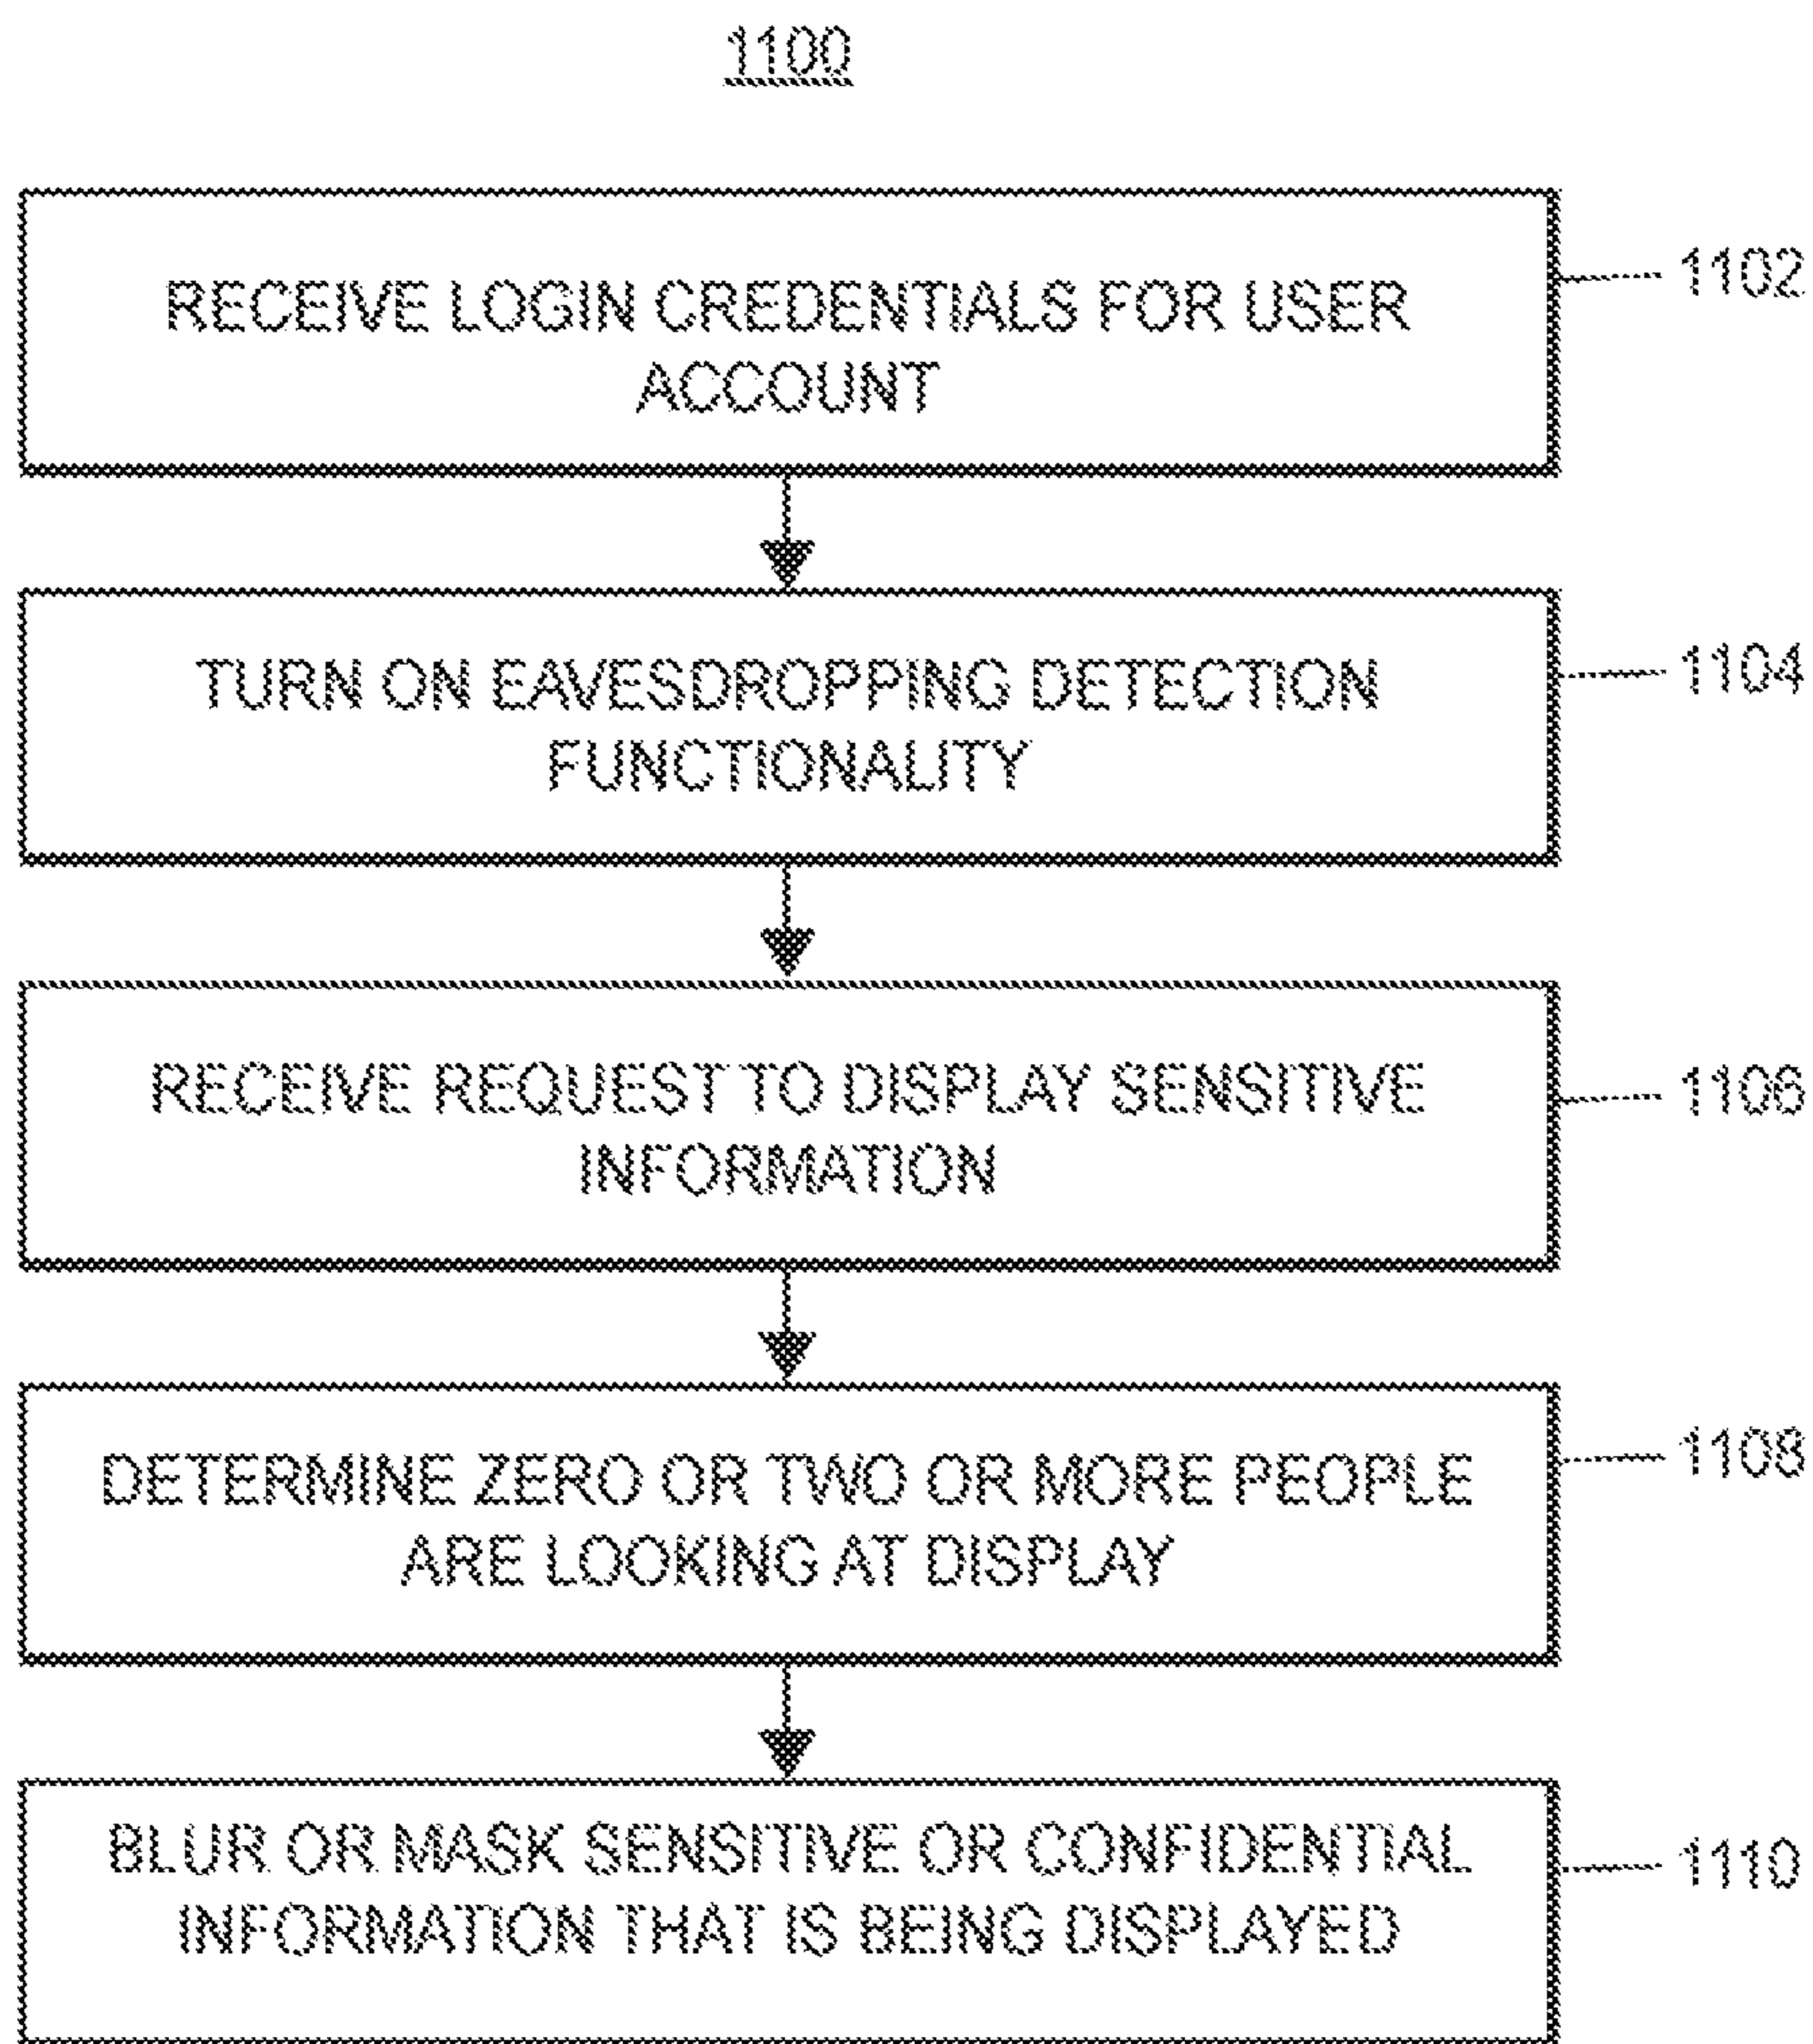 1100
RECEIVE LOGIN CREDENTIALS FOR USER
ACCOUNT
1102
TURN ON EAVESDROPPING DETECTION
FUNCTIONALITY
1104
RECEIVE REQUEST TO DISPLAY SENSITIVE
INFORMATION
1106
DETERMINE ZERO OR TWO OR MORE PEOPLE
ARE LOOKING AT DISPLAY
1108
BLUR OR MASK SENSITIVE OR CONFIDENTIAL
INFORMATION THAT IS BEING DISPLAYED
1110